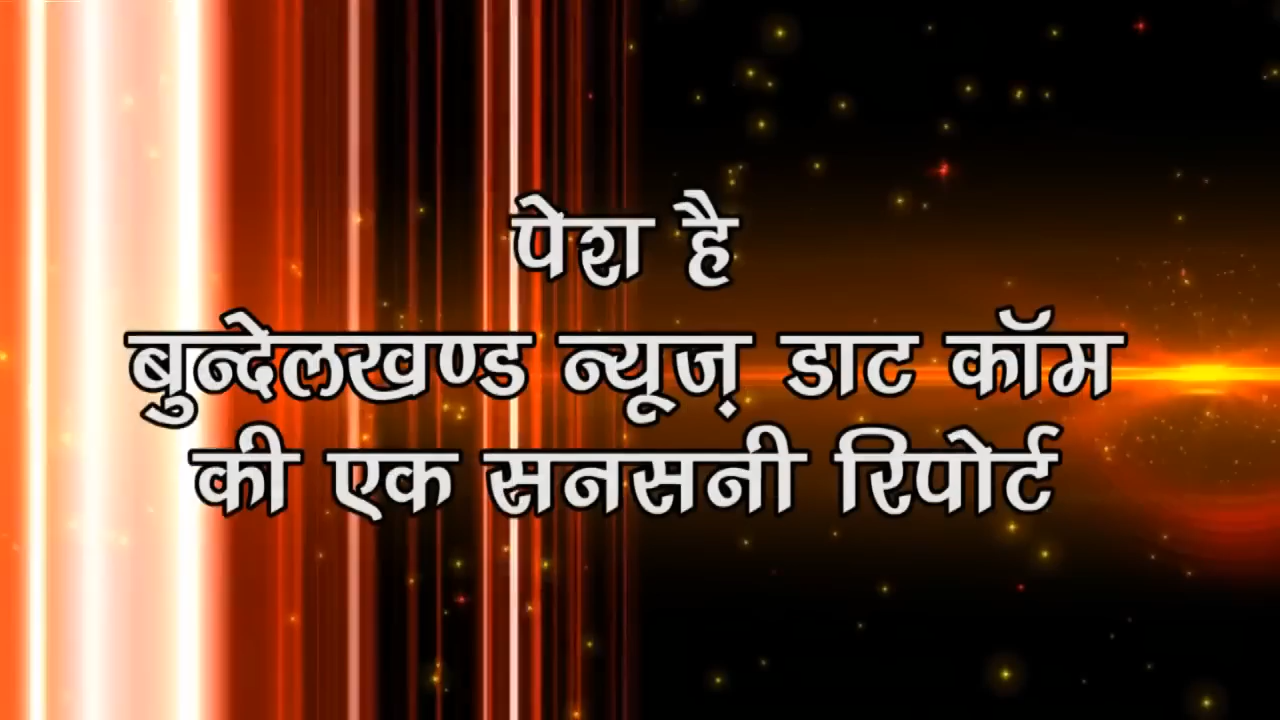 पेश है
बुन्देलखण्ड न्यूज़ डाट कॉम
की एक सनसनी रिपोर्ट